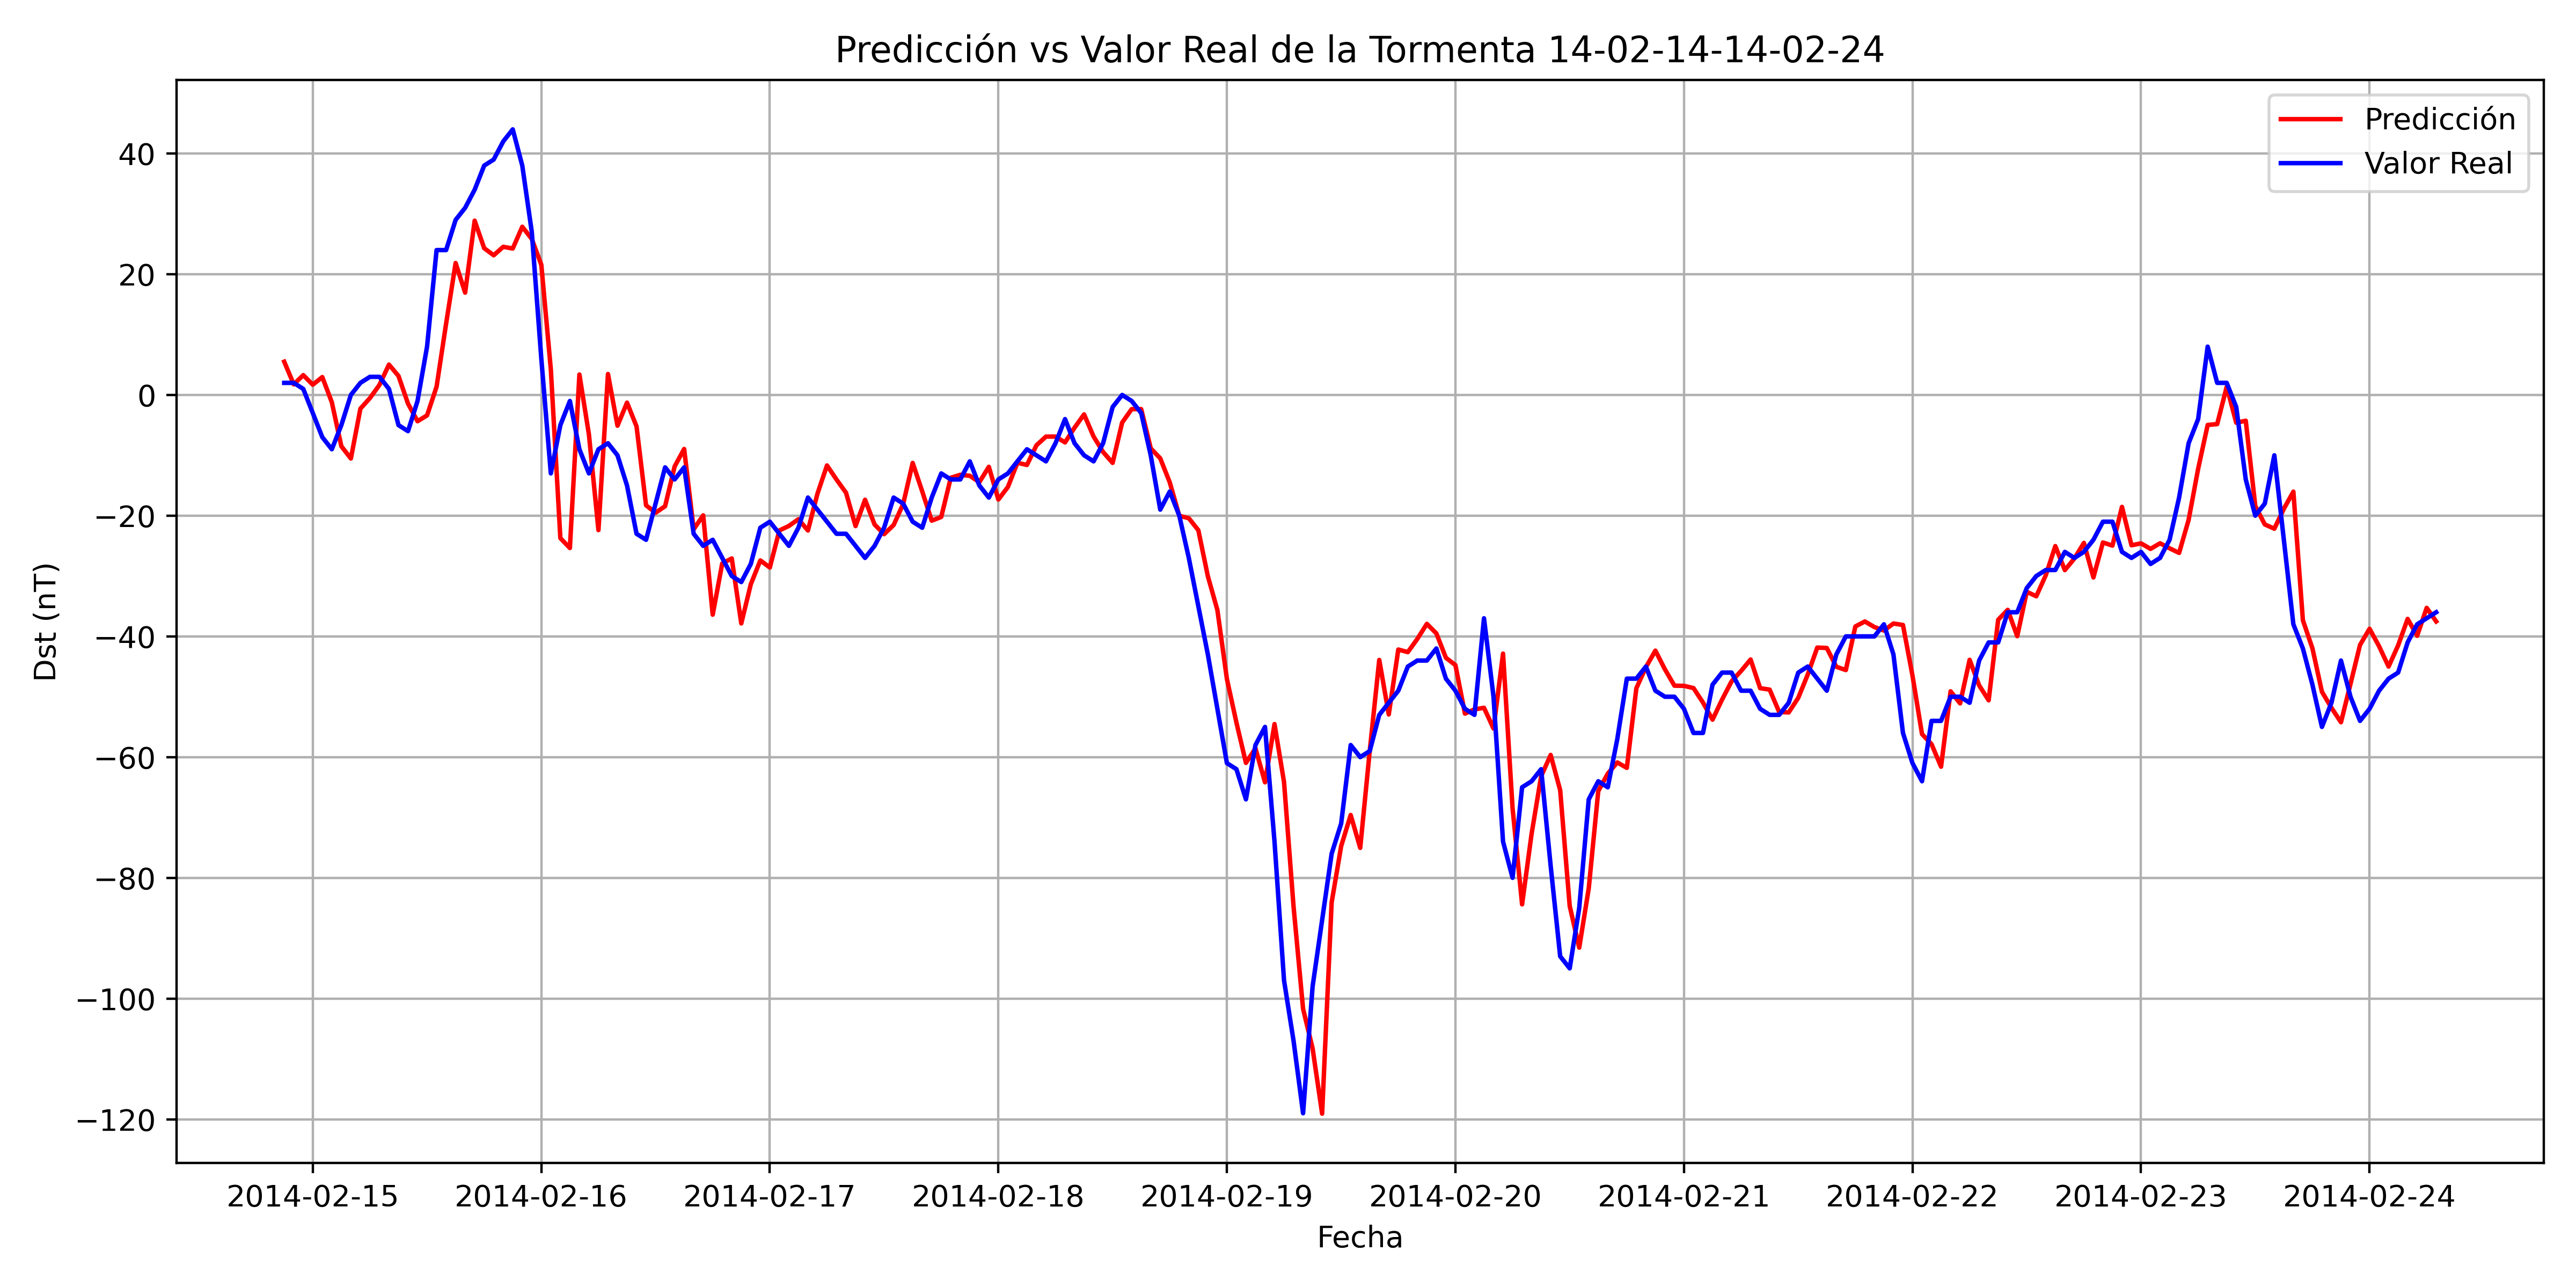 Predicción vs Valor Real de la Tormenta 14-02-14-14-02-24
Predicción
Valor Real
40
20
0
−20
−40
−60
−80
−100
−120
Dst (nT)
2014-02-15 2014-02-16 2014-02-17 2014-02-18 2014-02-19 2014-02-20 2014-02-21 2014-02-22 2014-02-23 2014-02-24
Fecha